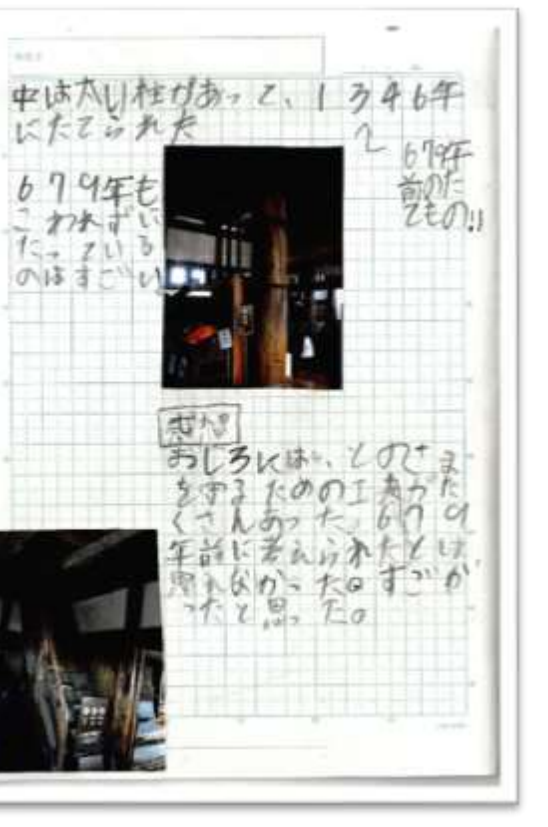 中は太い柱があって、1346年
にたてられた
679年
前のた
てもの!!
679年も
こわれずい
たっている
のはすごい
感想
おしろには、とのさま
をするための工夫がた
くさんあった。679
年前に考えられたとは
思れなかった。すごか
ったと思った。